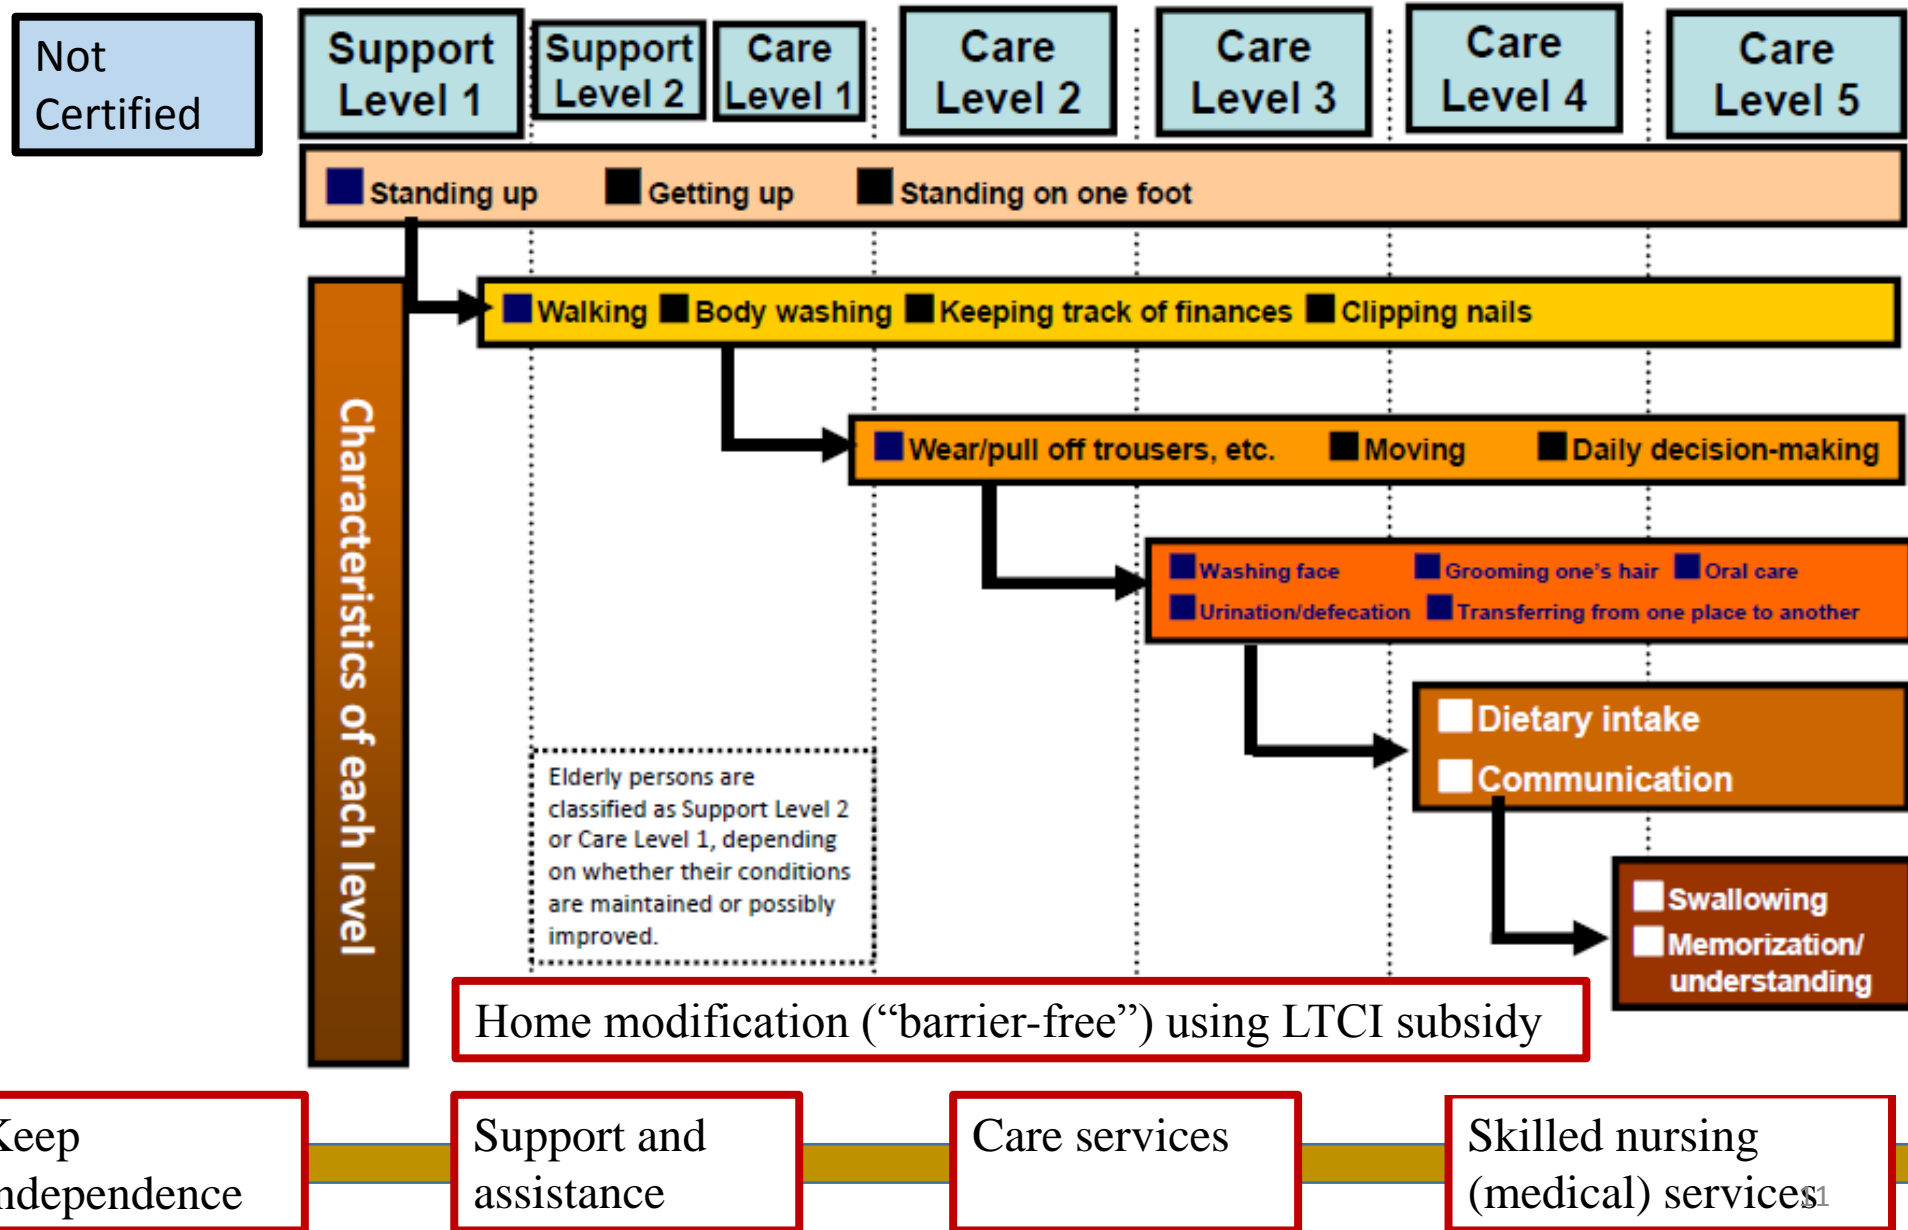 Not
Certified
Support
Level 1
Support
Level 2
Care
Level 1
Care
Level 2
Care
Level 3
Care
Level 4
Care
Level 5
Standing up Getting up Standing on one foot
Characteristics of each level
Walking Body washing Keeping track of finances Clipping nails
Wear/pull off trousers, etc. Moving Daily decision-making
Washing face Grooming one's hair Oral care
Urination/defecation Transferring from one place to another
Dietary intake
Communication
Elderly persons are
classified as Support Level 2
or Care Level 1, depending
on whether their conditions
are maintained or possibly
improved.
Swallowing
Memorization/
understanding
Home modification (“barrier-free”) using LTCI subsidy
Keep
ndependence
Support and
assistance
Care services
Skilled nursing
(medical) services
11